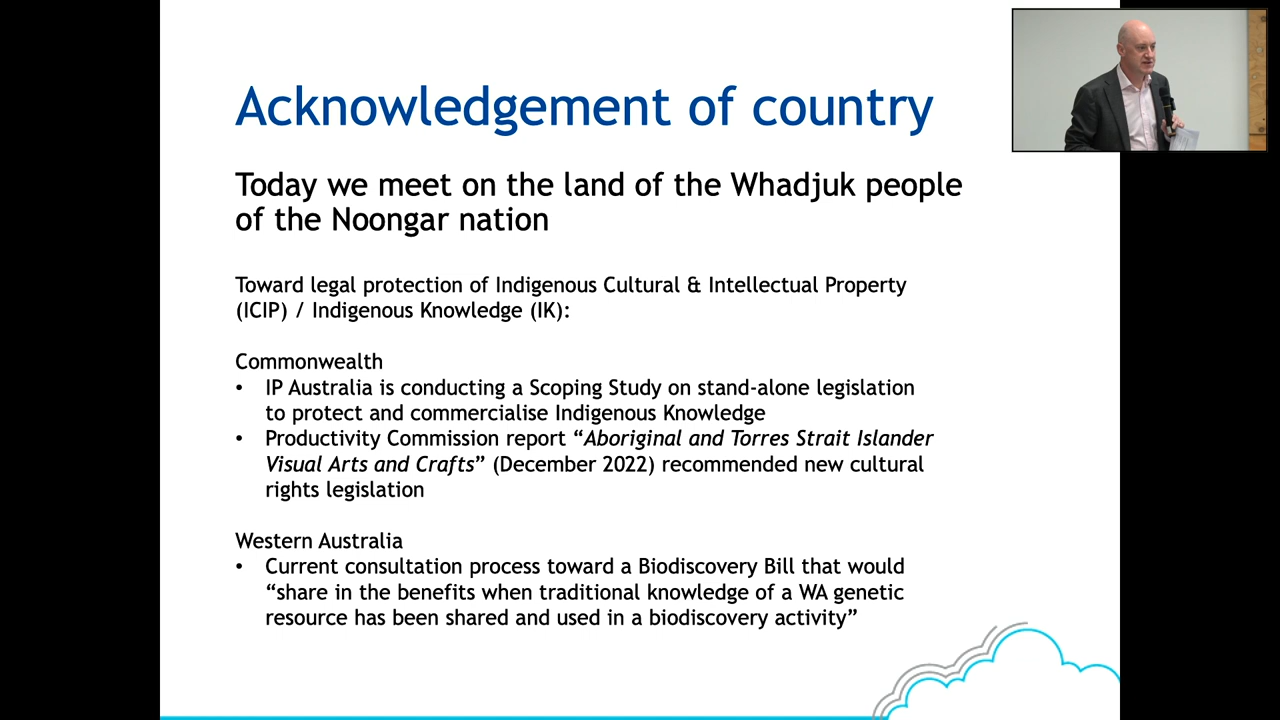 Acknowledgement of country
Today we meet on the land of the Whadjuk people
of the Noongar nation
Toward legal protection of Indigenous Cultural & Intellectual Property
(ICIP) / Indigenous Knowledge (IK):
Commonwealth
• IP Australia is conducting a Scoping Study on stand-alone legislation
to protect and commercialise Indigenous Knowledge
• Productivity Commission report “Aboriginal and Torres Strait Islander
Visual Arts and Crafts” (December 2022) recommended new cultural
rights legislation
Western Australia
• Current consultation process toward a Biodiscovery Bill that would
“share in the benefits when traditional knowledge of a WA genetic
resource has been shared and used in a biodiscovery activity”